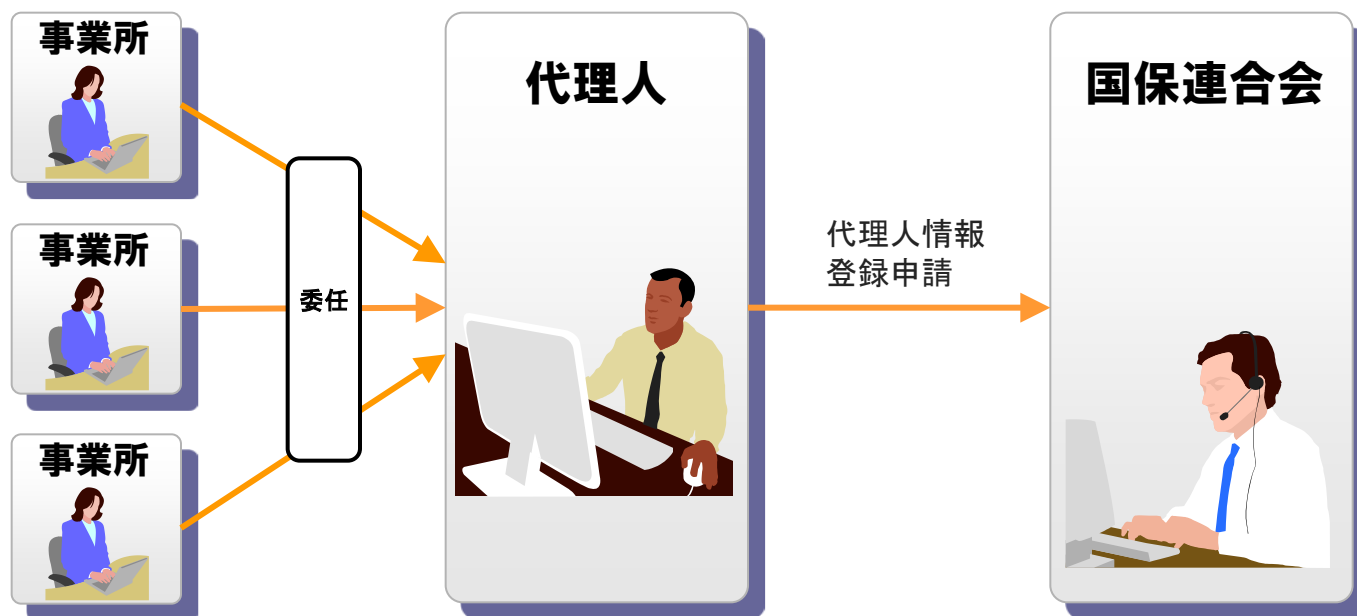 事業所
事業所
事業所
委任
代理人
代理人情報
登録申請
国保連合会